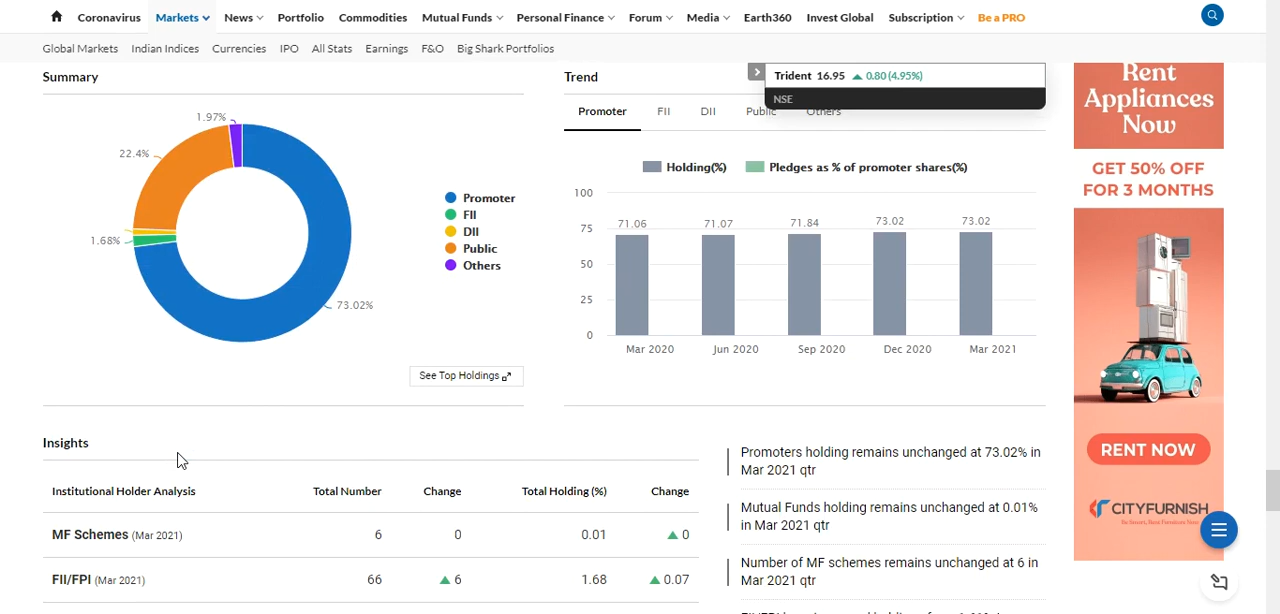 Coronavirus Markets News Portfolio Commodities Mutual Funds Personal Finance Forum Media Earth360 Invest Global Subscription Be a PRO
Global Markets Indian Indices Currencies IPO All Stats Earnings F&O Big Shark Portfolios
Summary
1.97%
22.4%
1.68%
73.02%
Promoter
FII
DII
Public
Others
See Top Holdings
Trend
Trident 16.95 0.80 (4.95%)
NSE
Promoter FII DII Public Others
Holding(%) Pledges as % of promoter shares(%)
100
75
50
25
0
71.06 71.07 71.84 73.02 73.02
Mar 2020 Jun 2020 Sep 2020 Dec 2020 Mar 2021
Insights
Institutional Holder Analysis Total Number Change Total Holding (%) Change
MF Schemes (Mar 2021) 6 0 0.01 0
FII/FPI (Mar 2021) 66 6 1.68 0.07
Promoters holding remains unchanged at 73.02% in
Mar 2021 qtr
Mutual Funds holding remains unchanged at 0.01%
in Mar 2021 qtr
Number of MF schemes remains unchanged at 6 in
Mar 2021 qtr
Rent
Appliances
Now
GET 50% OFF
FOR 3 MONTHS
RENT NOW
CITYFURNISH